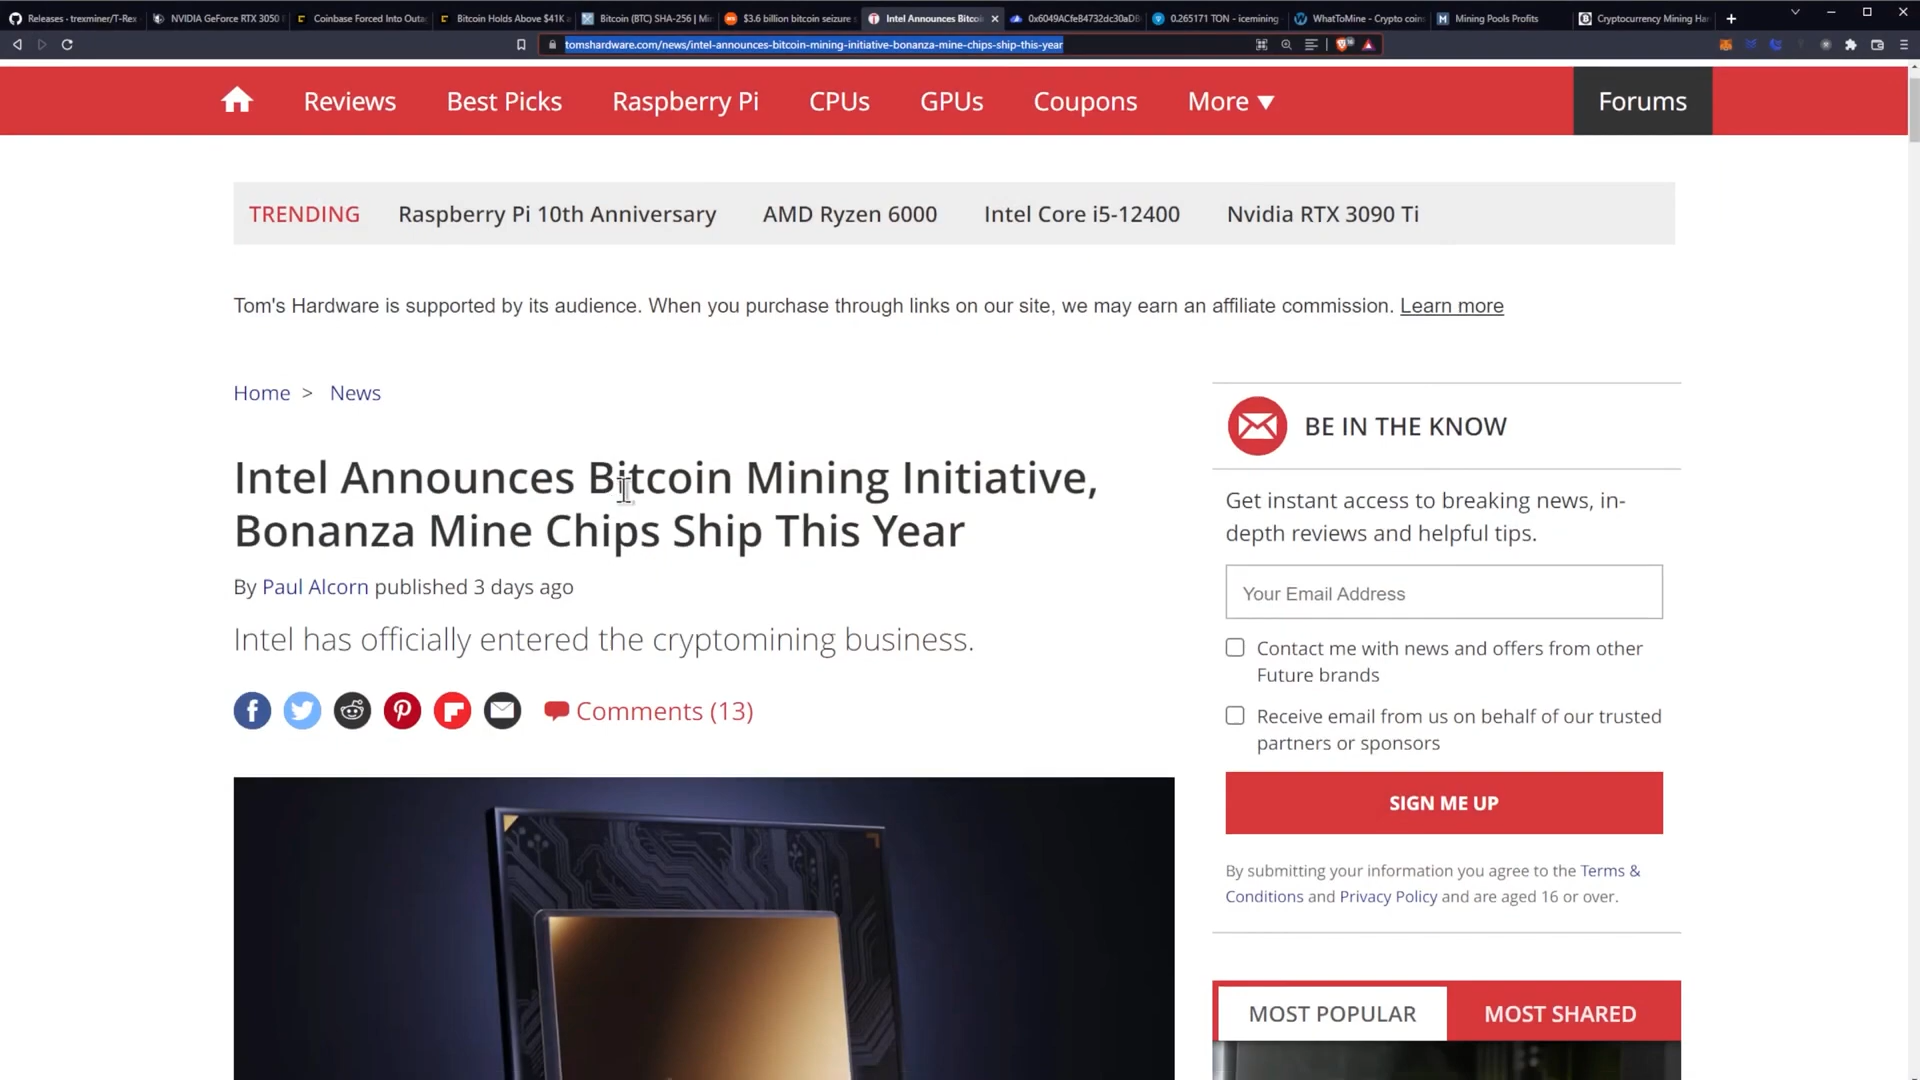 Releases - trexminer/T-Rex
NVIDIA GeForce RTX 3050
Coinbase Forced Into Outa
Bitcoin Holds Above $41K a
Bitcoin (BTC) SHA-256 | Min
$3.6 billion bitcoin seizure
Intel Announces Bitcoin
0.265171 TON - icemining
WhatToMine - Crypto coins
Mining Pools Profits
Cryptocurrency Mining Har
tomshardware.com/news/intel-announces-bitcoin-mining-initiative-bonanza-mine-chips-ship-this-year
Reviews Best Picks Raspberry Pi CPUs GPUs Coupons More ▼ Forums
TRENDING Raspberry Pi 10th Anniversary AMD Ryzen 6000 Intel Core i5-12400 Nvidia RTX 3090 Ti
Tom's Hardware is supported by its audience. When you purchase through links on our site, we may earn an affiliate commission. Learn more
Home > News
Intel Announces Bitcoin Mining Initiative,
Bonanza Mine Chips Ship This Year
By Paul Alcorn published 3 days ago
Intel has officially entered the cryptomining business.
Comments (13)
BE IN THE KNOW
Get instant access to breaking news, in-
depth reviews and helpful tips.
Your Email Address
Contact me with news and offers from other
Future brands
Receive email from us on behalf of our trusted
partners or sponsors
SIGN ME UP
By submitting your information you agree to the Terms &
Conditions and Privacy Policy and are aged 16 or over.
MOST POPULAR MOST SHARED